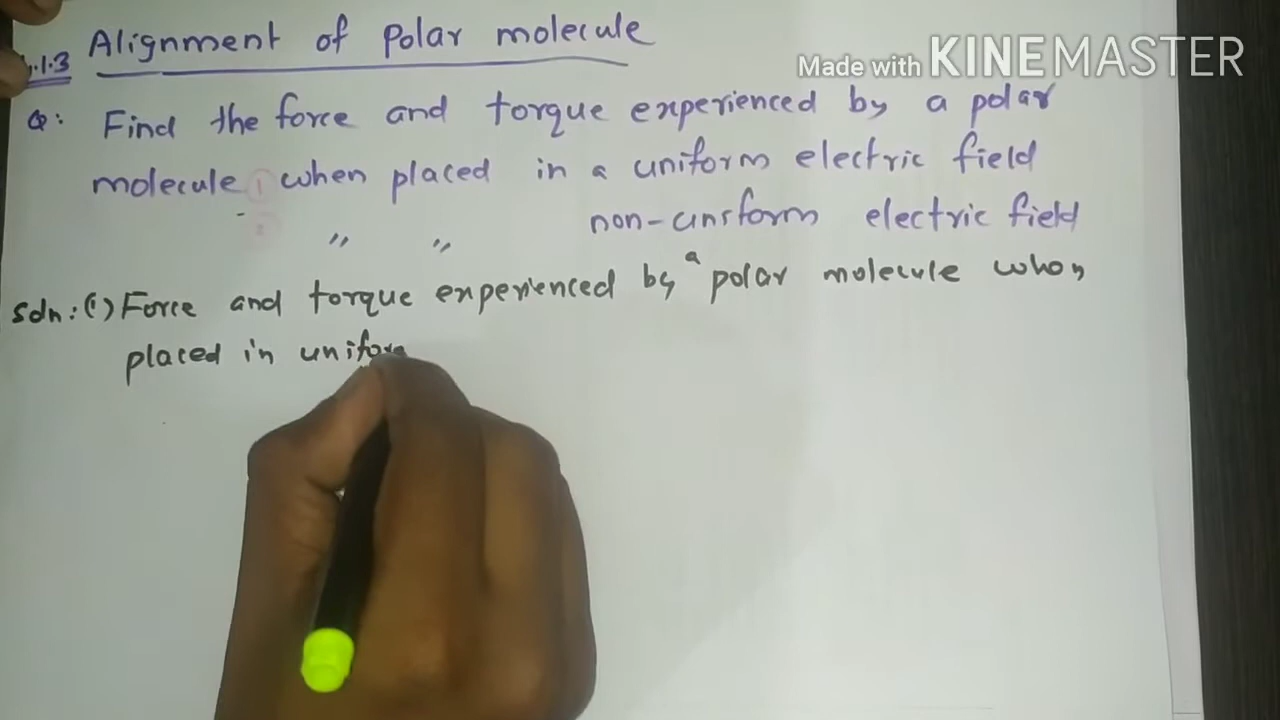 Alignment of Polar molecule
Made with KINEMASTER
.1.3
Q: Find the force and torque experienced by a polar
molecule when placed in a uniform electric field
" " non-uniform electric field
Soln: (1) Force and torque experienced by a polar molecule when
placed in unifor